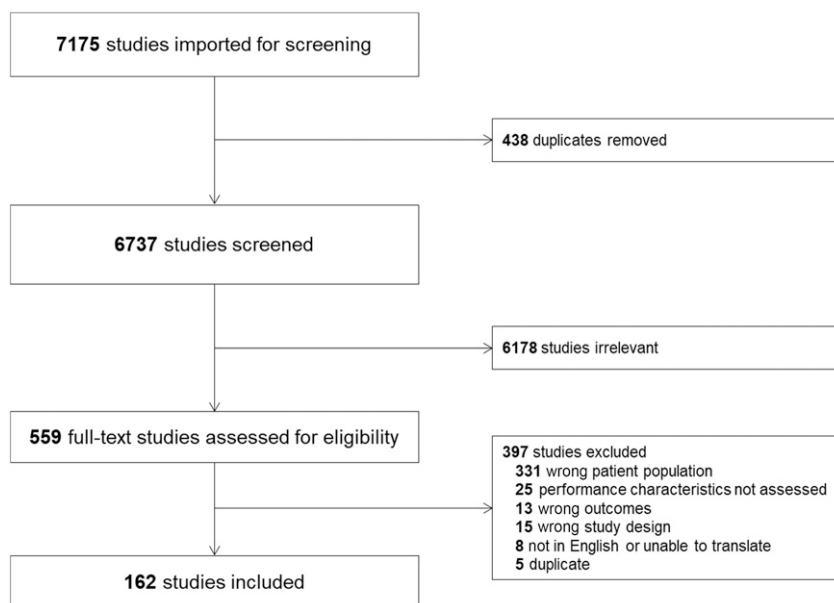 7175 studies imported for screening
438 duplicates removed
6737 studies screened
6178 studies irrelevant
559 full-text studies assessed for eligibility
397 studies excluded
331 wrong patient population
25 performance characteristics not assessed
13 wrong outcomes
15 wrong study design
8 not in English or unable to translate
5 duplicate
162 studies included